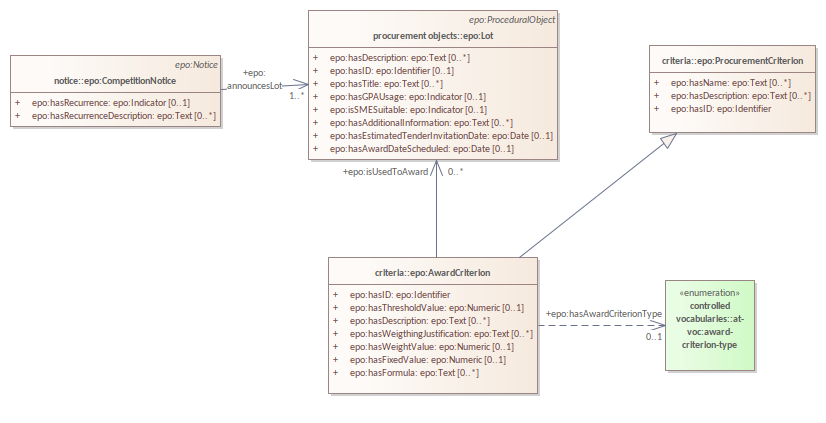 epo:Notice
notice::epo:CompetitionNotice
+ epo:hasRecurrence: epo:Indicator [0..1]
+ epo:hasRecurrenceDescription: epo:Text [0..*]
+epo:
announcesLot
1..*
epo:ProceduralObject
procurement objects::epo:Lot
+ epo:hasDescription: epo:Text [0..*]
+ epo:hasID: epo:Identifier [0..1]
+ epo:hasTitle: epo:Text [0..*]
+ epo:hasGPAUsage: epo:Indicator [0..1]
+ epo:isSMESuitable: epo:Indicator [0..1]
+ epo:hasAdditionalInformation: epo:Text [0..*]
+ epo:hasEstimatedTenderInvitationDate: epo:Date [0..1]
+ epo:hasAwardDateScheduled: epo:Date [0..1]
criteria::epo:ProcurementCriterion
+ epo:hasName: epo:Text [0..*]
+ epo:hasDescription: epo:Text [0..*]
+ epo:hasID: epo:Identifier
+epo:isUsedToAward
0..*
criteria::epo:AwardCriterion
+ epo:hasID: epo:Identifier
+ epo:hasThresholdValue: epo:Numeric [0..1]
+ epo:hasDescription: epo:Text [0..*]
+ epo:hasWeigthingJustification: epo:Text [0..*]
+ epo:hasWeightValue: epo:Numeric [0..1]
+ epo:hasFixedValue: epo:Numeric [0..1]
+ epo:hasFormula: epo:Text [0..*]
+epo:hasAwardCriterionType
0..1
«enumeration»
controlled
vocabularies::at-
voc:award-
criterion-type